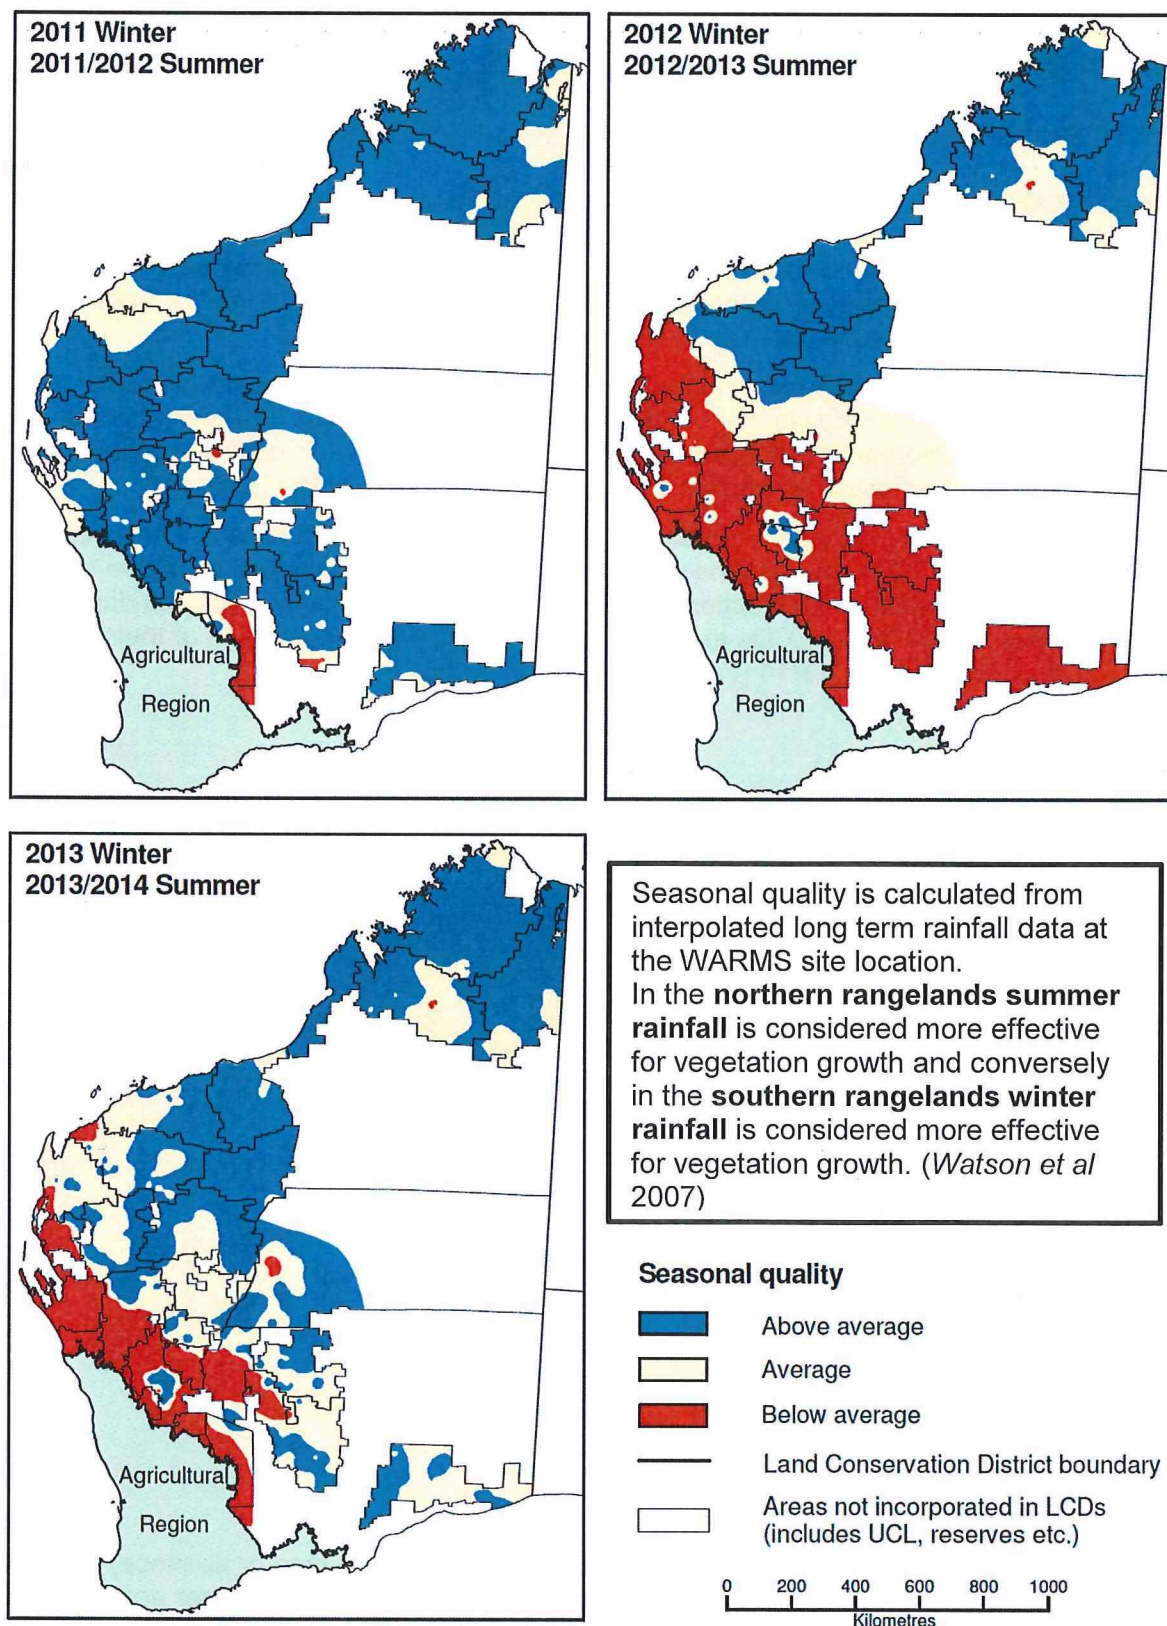 2011 Winter
2011/2012 Summer
Agricultural
Region
2012 Winter
2012/2013 Summer
Agricultural
Region
2013 Winter
2013/2014 Summer
Agricultural
Region
Seasonal quality is calculated from
interpolated long term rainfall data at
the WARMS site location.
In the northern rangelands summer
rainfall is considered more effective
for vegetation growth and conversely
in the southern rangelands winter
rainfall is considered more effective
for vegetation growth. (Watson et al
2007)
Seasonal quality
Above average
Average
Below average
Land Conservation District boundary
Areas not incorporated in LCDs
(includes UCL, reserves etc.)
0 200 400 600 800 1000
Kilometres